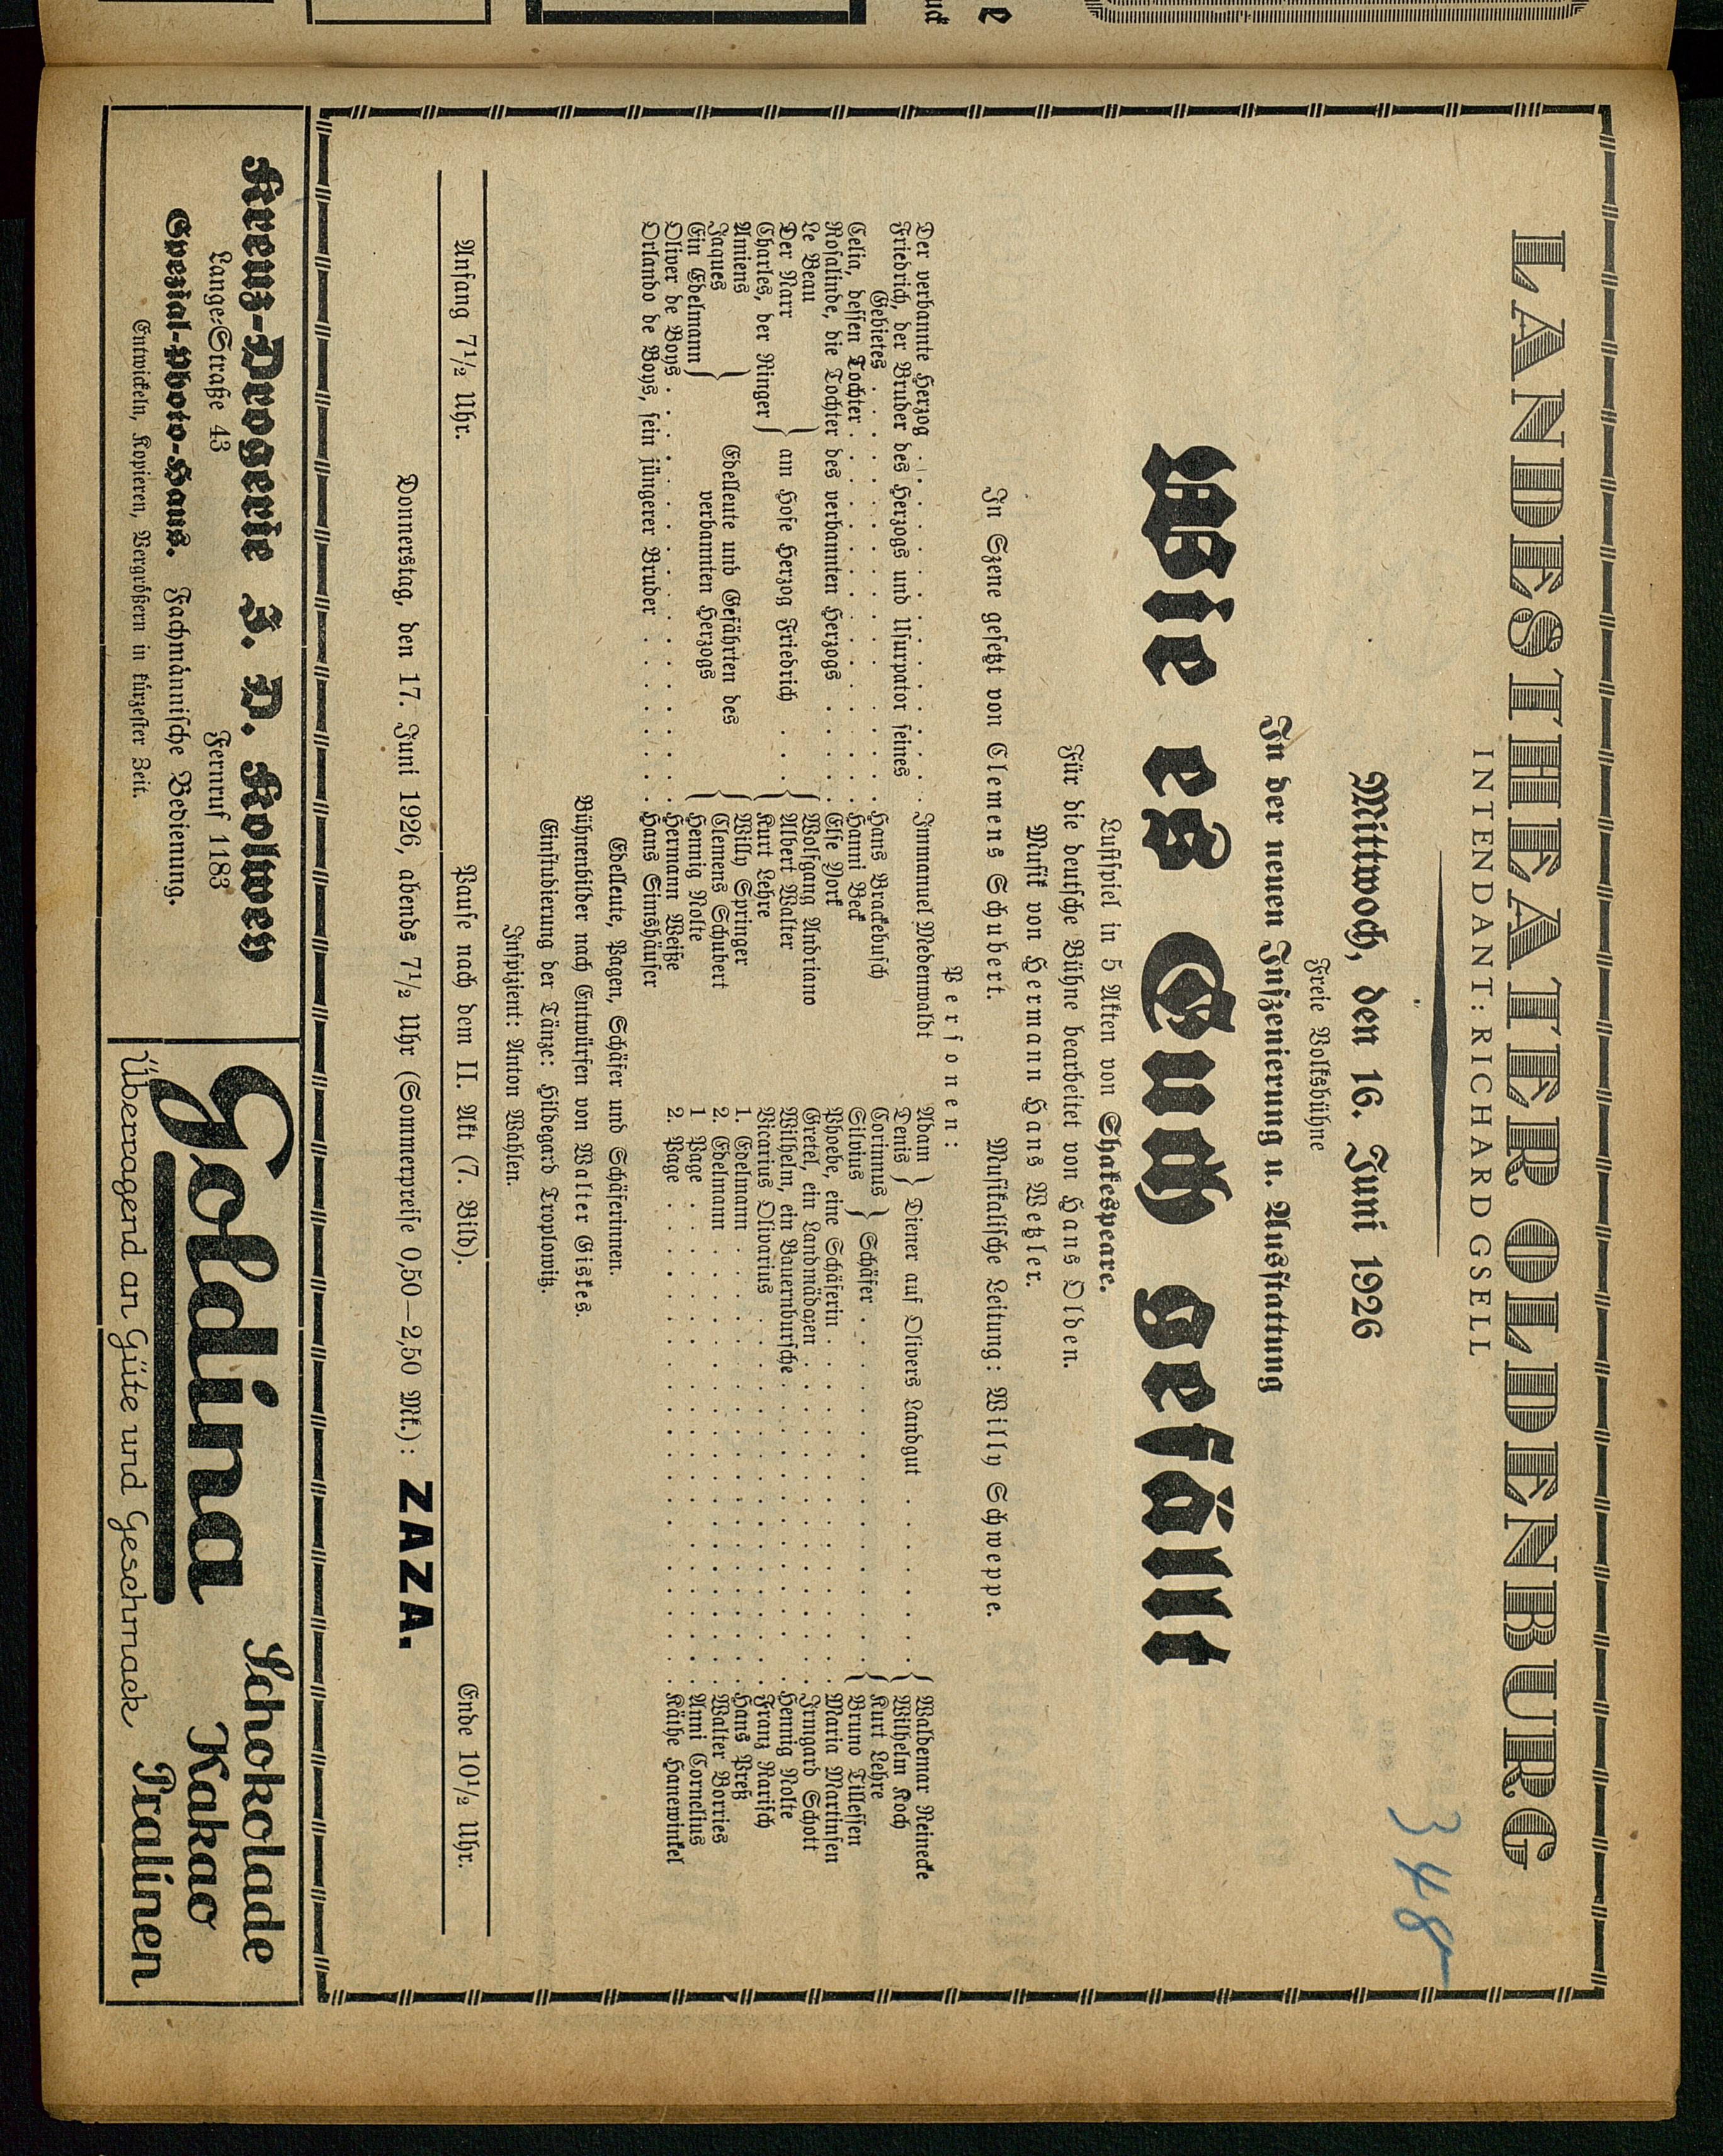 LANDESTHEATER OLDENBURG
INTENDANT: RICHARD GSELL
348
Mittwoch, den 16. Juni 1926
Freie Volksbühne
In der neuen Inszenierung u. Ausstattung
Wie es Euch gefällt
Lustspiel in 5 Akten von Shakespeare.
Für die deutsche Bühne bearbeitet von Hans Olden.
Musik von Hermann Hans Wetzler.
In Szene gesetzt von Clemens Schubert. Musikalische Leitung: Willy Schweppe.
Personen:
Der verbannte Herzog . . . . . . . . . . . Immanuel Medenwaldt
Friedrich, der Bruder des Herzogs und Usurpator seines
Gebietes . . . . . . . . . . . . . . Hans Brackebusch
Celia, dessen Tochter . . . . . . . . . . . . Hanni Beck
Rosalinde, die Tochter des verbannten Herzogs . . . . . Else York
Le Beau } Wolfgang Andriano
Der Narr } am Hofe Herzog Friedrich . . . { Albert Walter
Charles, der Ringer } Kurt Lehre
Amiens } Willy Springer
Jaques } Edelleute und Gefährten des { Clemens Schubert
Ein Edelmann } verbannten Herzogs Hennig Nolte
Oliver de Boys . . . . . . . . . . . . . . Hermann Weiße
Orlando de Boys, sein jüngerer Bruder . . . . . . . Hans Simshäuser
Adam } Diener auf Olivers Landgut . . . . . . { Waldemar Reinecke
Denis } Wilhelm Koch
Corinnus } Schäfer . . . . . . . . . . . { Kurt Lehre
Silvius } Bruno Tillessen
Phoebe, eine Schäferin . . . . . . . . . . . Maria Martinsen
Gretel, ein Landmädchen . . . . . . . . . . . Irmgard Schott
Wilhelm, ein Bauernbursche . . . . . . . . . . Hennig Nolte
Vicarius Olivarius . . . . . . . . . . . . Franz Rarisch
1. Edelmann . . . . . . . . . . . . . . Hans Preß
2. Edelmann . . . . . . . . . . . . . . Walter Borries
1 Page . . . . . . . . . . . . . . . Anni Cornelius
2. Page . . . . . . . . . . . . . . . Käthe Hanewinkel
Edelleute, Pagen, Schäfer und Schäferinnen.
Bühnenbilder nach Entwürfen von Walter Giskes.
Einstudierung der Tänze: Hildegard Troplowitz.
Inspizient: Anton Wahlen.
Anfang 7½ Uhr. Pause nach dem II. Akt (7. Bild). Ende 10½ Uhr.
Donnerstag, den 17. Juni 1926, abends 7½ Uhr (Sommerpreise 0,50—2,50 Mk.): ZAZA.
Kreuz-Drogerie J. D. Kolwey
Lange-Straße 43 Fernruf 1183
Spezial-Photo-Haus. Fachmännische Bedienung.
Entwickeln, Kopieren, Vergrößern in kürzester Zeit.
Goldina
Schokolade
Kakao
Pralinen
Überragend an Güte und Geschmack